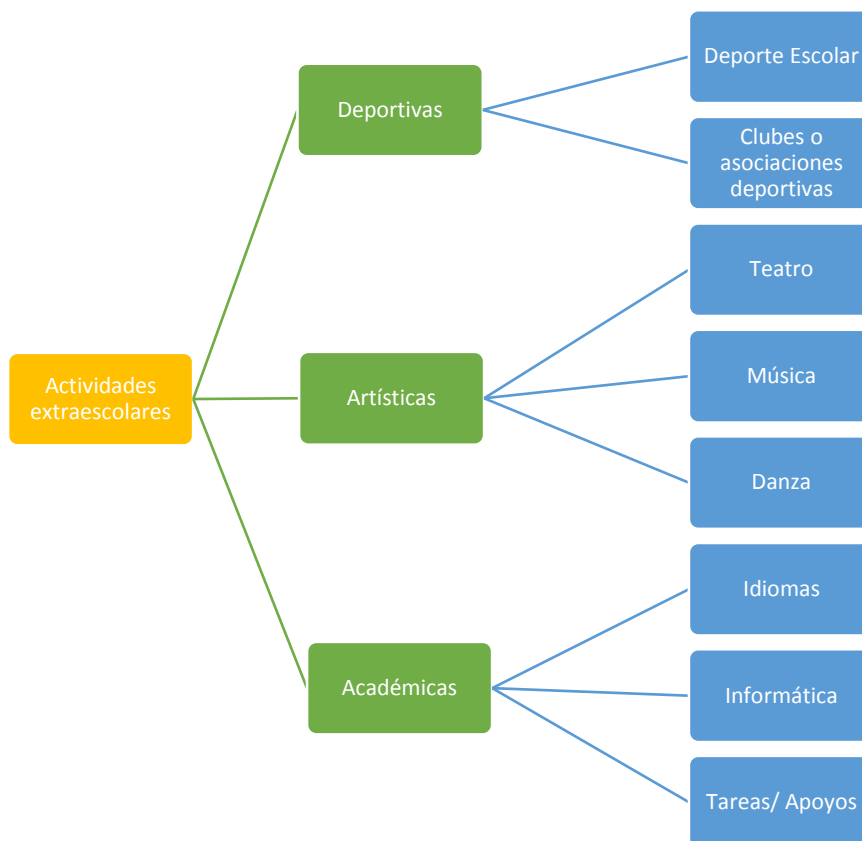 Actividades
extraescolares
Deportivas
Deporte Escolar
Clubes o
asociaciones
deportivas
Artísticas
Teatro
Música
Danza
Académicas
Idiomas
Informática
Tareas/ Apoyos